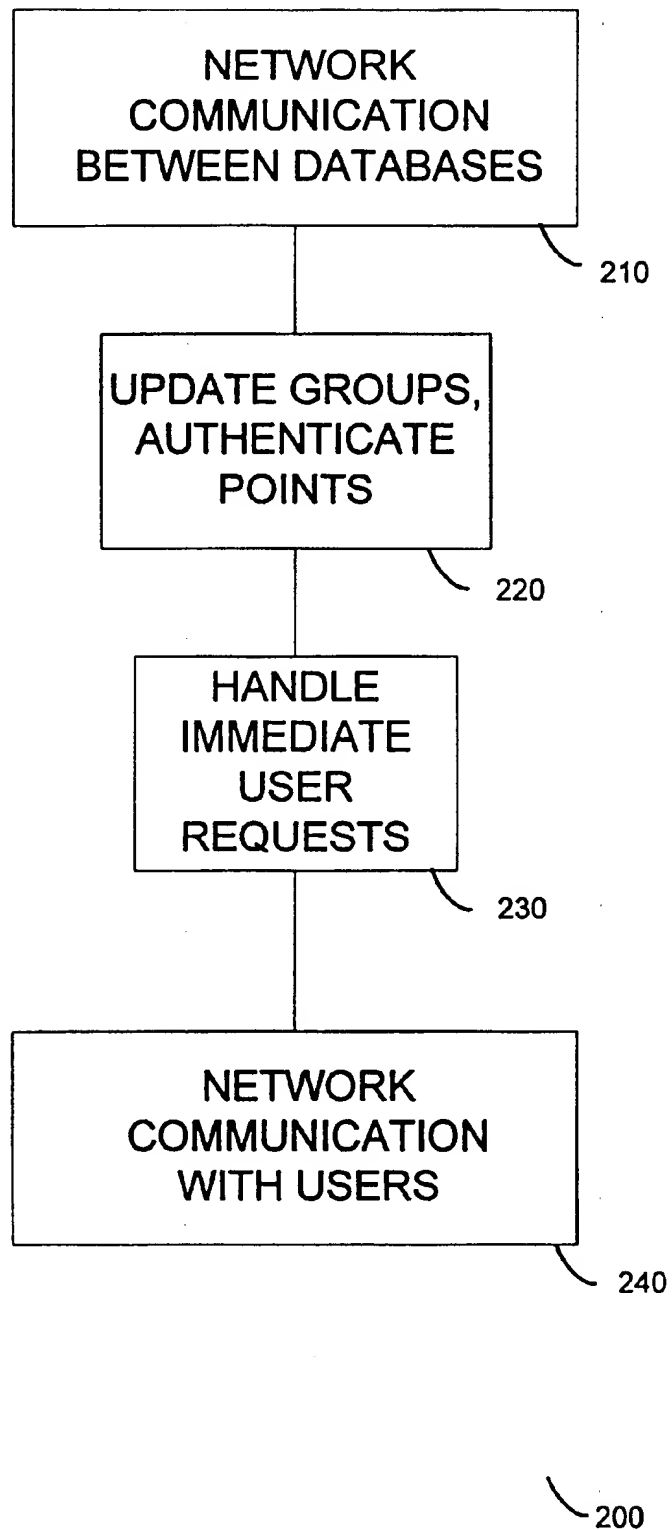 NETWORK
COMMUNICATION
BETWEEN DATABASES
210
UPDATE GROUPS,
AUTHENTICATE
POINTS
220
HANDLE
IMMEDIATE
USER
REQUESTS
230
NETWORK
COMMUNICATION
WITH USERS
240
200